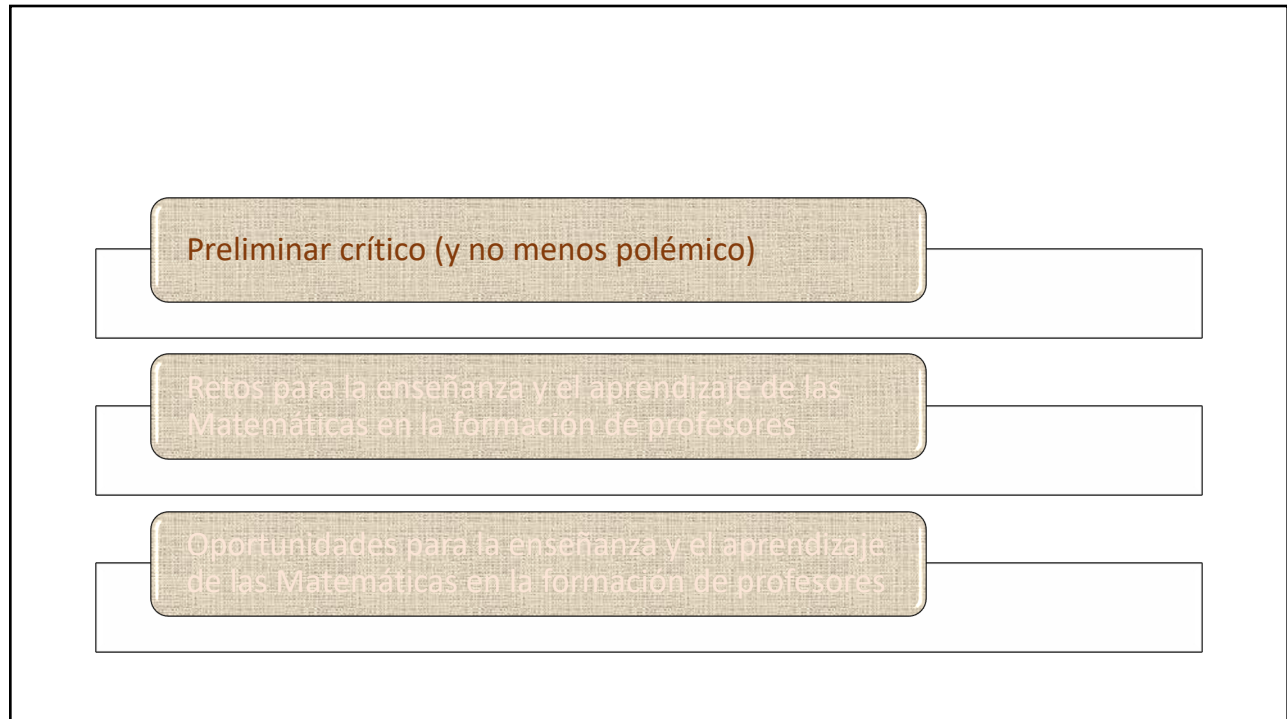 Preliminar crítico (y no menos polémico)
Retos para la enseñanza y el aprendizaje de las
Matemáticas en la formación de profesores
Oportunidades para la enseñanza y el aprendizaje
de las Matemáticas en la formación de profesores